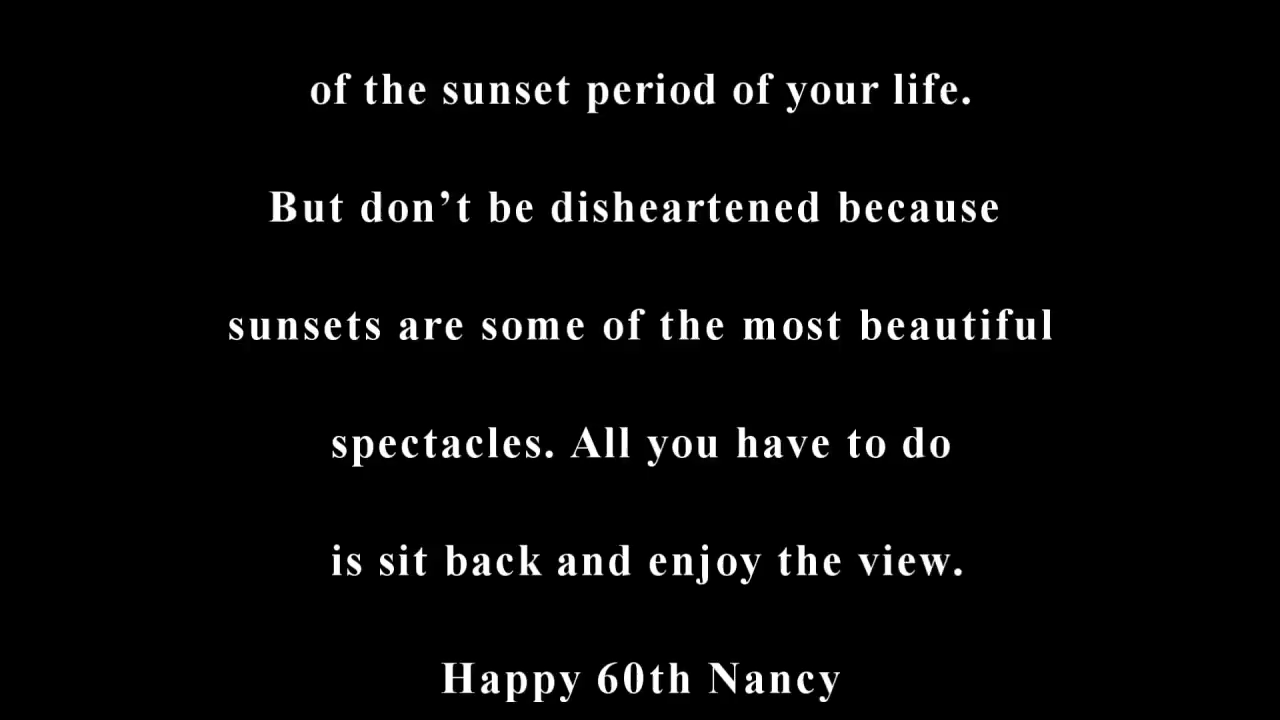 of the sunset period of your life.
But don’t be disheartened because
sunsets are some of the most beautiful
spectacles. All you have to do
is sit back and enjoy the view.
Happy 60th Nancy